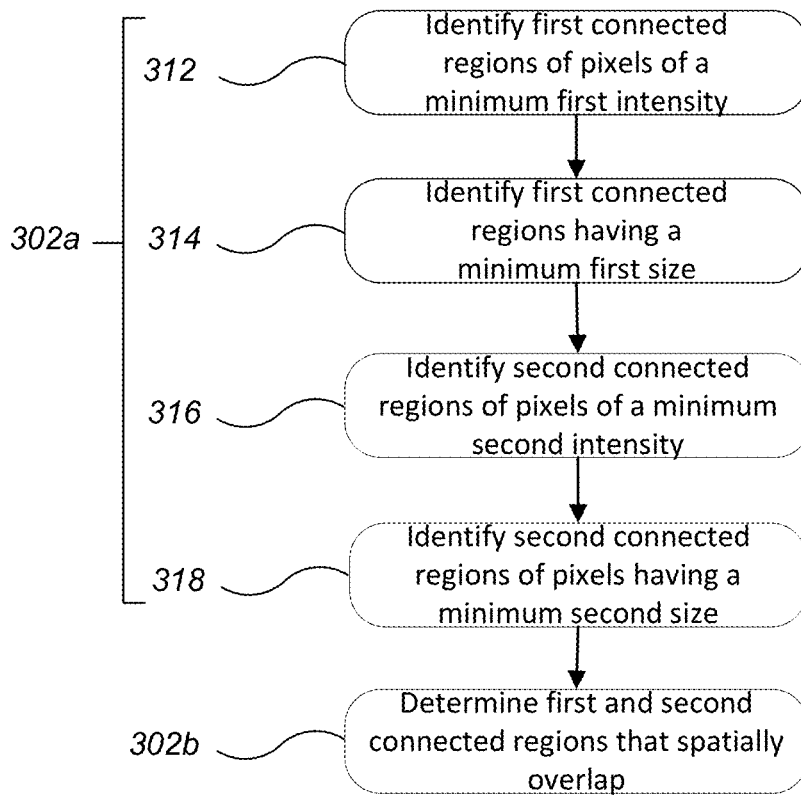 312
Identify first connected
regions of pixels of a
minimum first intensity
302a
314
Identify first connected
regions having a
minimum first size
316
Identify second connected
regions of pixels of a minimum
second intensity
318
Identify second connected
regions of pixels having a
minimum second size
302b
Determine first and second
connected regions that spatially
overlap